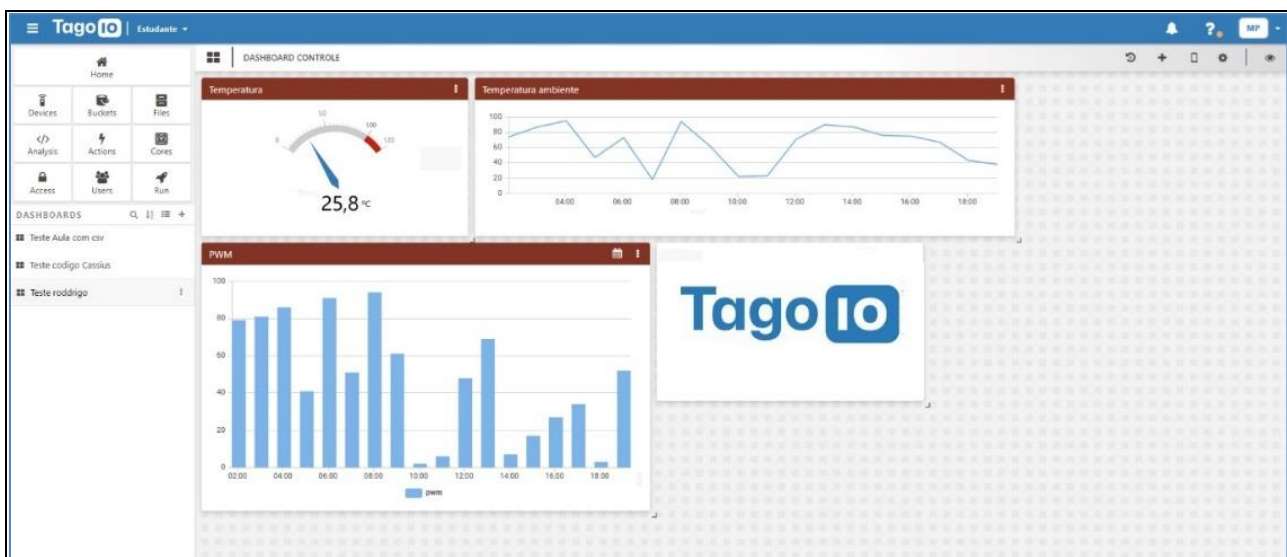 Tago IO Estudante
MP
Home
Devices Buckets Files
Analysis Actions Cores
Access Users Run
DASHBOARDS
Teste Aula com csv
Teste codigo Cassius
Teste roddrigo
DASHBOARD CONTROLE
Temperatura
0 50 100 120
25,8 ºC
Temperatura ambiente
100
80
60
40
20
0
04:00 06:00 08:00 10:00 12:00 14:00 16:00 18:00
PWM
100
80
60
40
20
0
02:00 04:00 06:00 08:00 10:00 12:00 14:00 16:00 18:00
pwm
Tago IO